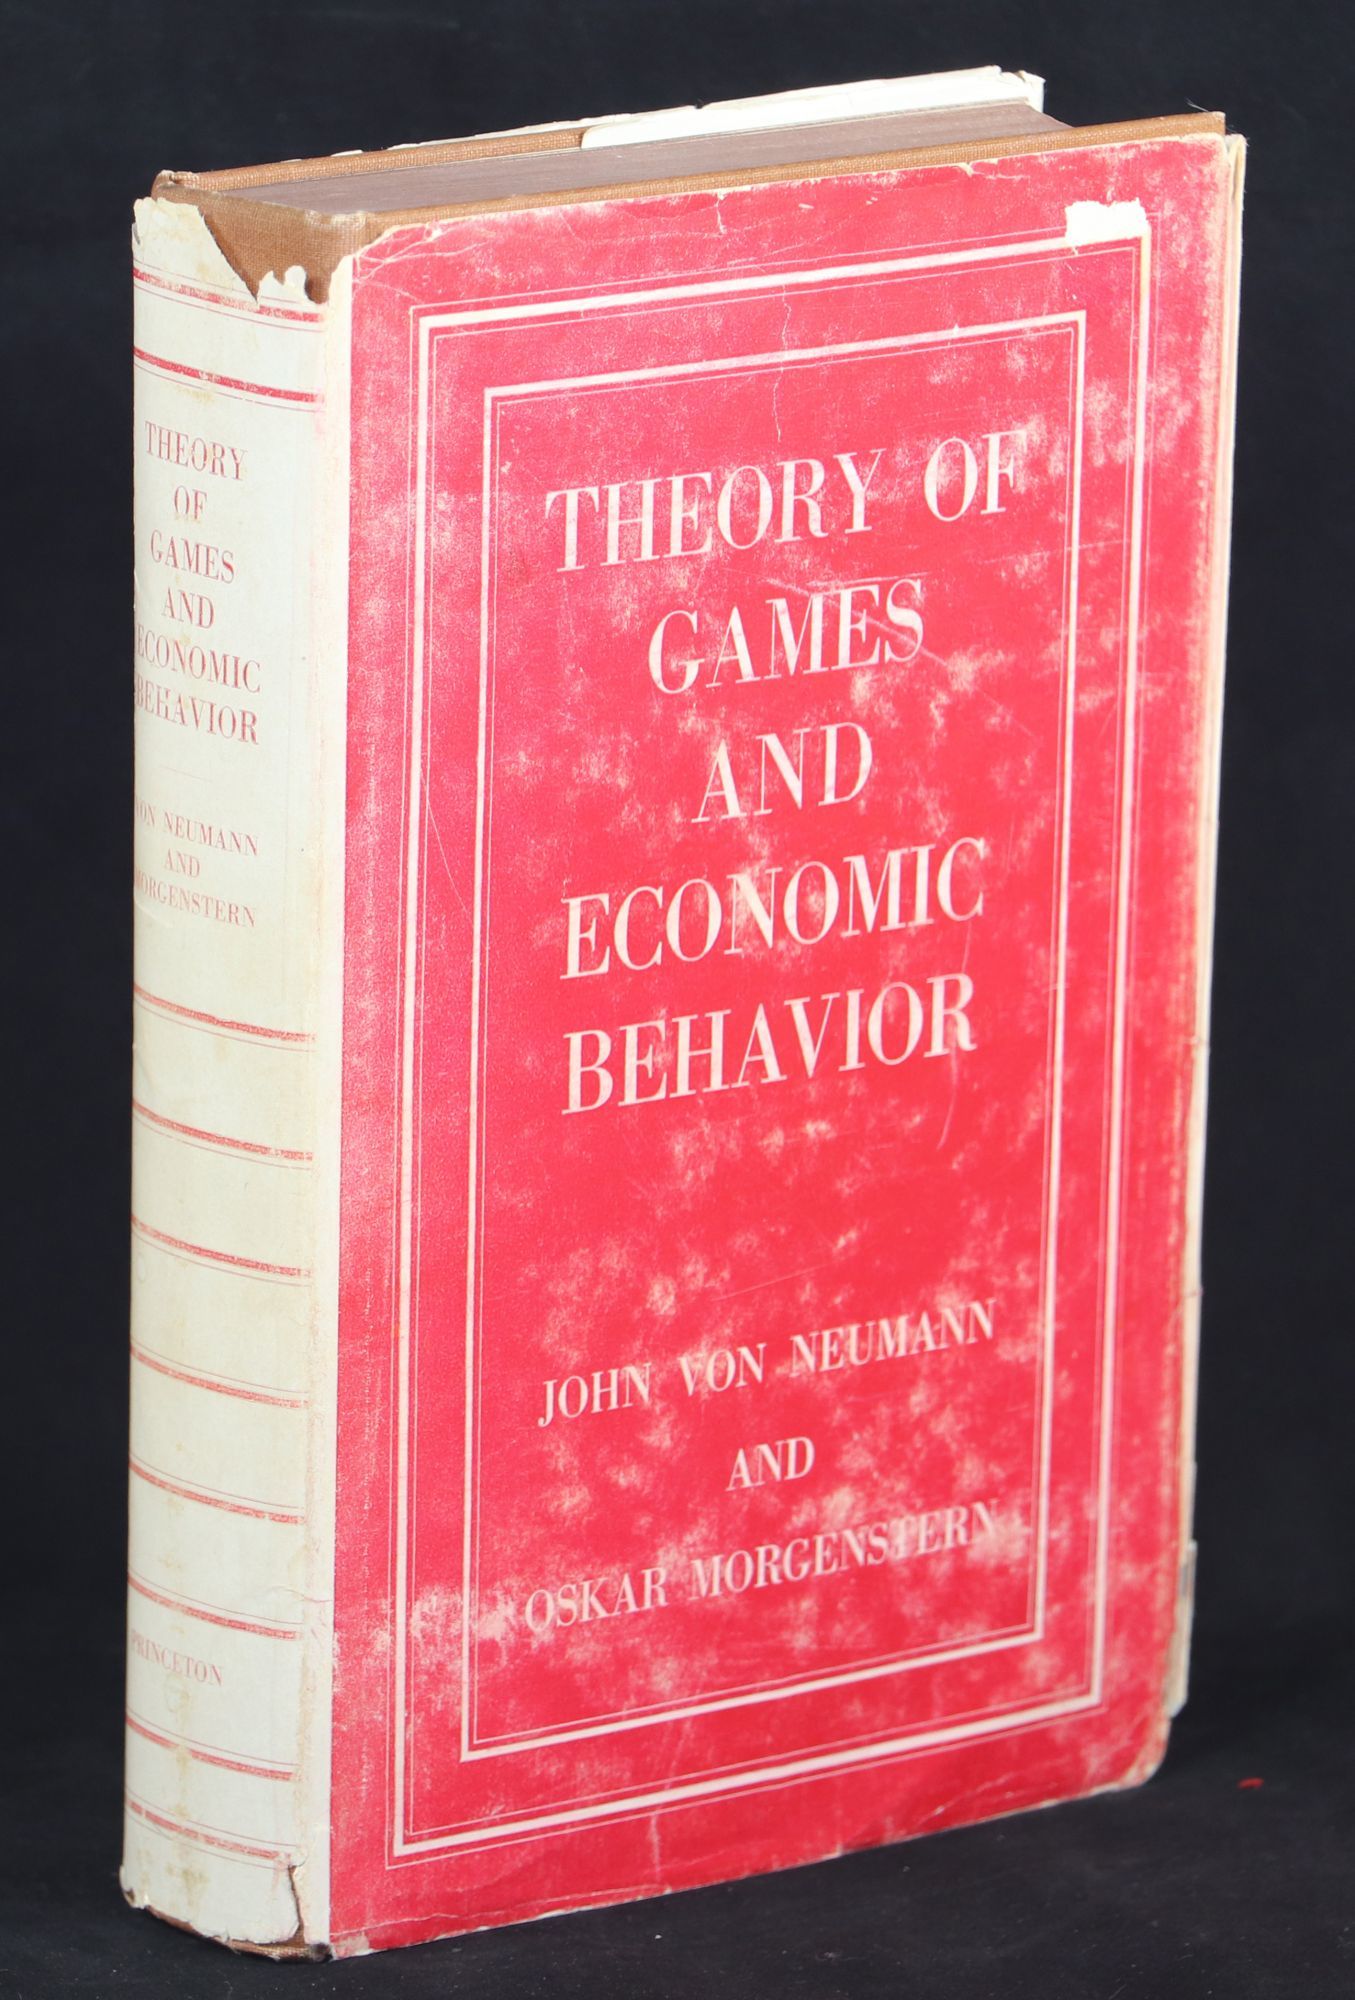 THEORY
OF
GAMES
AND
ECONOMIC
BEHAVIOR
VON NEUMANN
AND
MORGENSTERN
PRINCETON
THEORY OF
GAMES
AND
ECONOMIC
BEHAVIOR
JOHN VON NEUMANN
AND
OSKAR MORGENSTERN